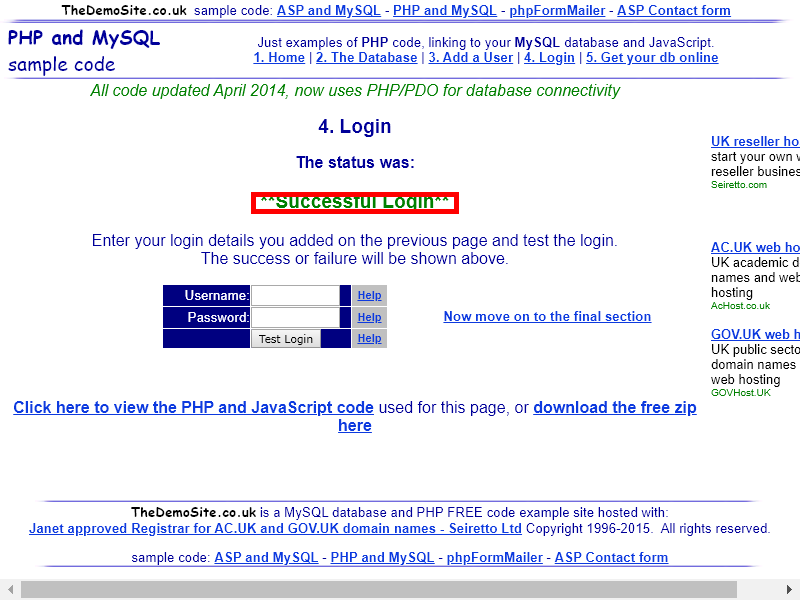 TheDemoSite.co.uk sample code: ASP and MySQL - PHP and MySQL - phpFormMailer - ASP Contact form
PHP and MySQL
sample code
Just examples of PHP code, linking to your MySQL database and JavaScript.
1. Home | 2. The Database | 3. Add a User | 4. Login | 5. Get your db online
All code updated April 2014, now uses PHP/PDO for database connectivity
4. Login
The status was:
**Successful Login**
Enter your login details you added on the previous page and test the login.
The success or failure will be shown above.
Username: Help
Password: Help
Test Login Help
Now move on to the final section
Click here to view the PHP and JavaScript code used for this page, or download the free zip
here
UK reseller
start your own
reseller
Seiretto.com
AC.UK web
UK academic
names and
hosting
AcHost.co.uk
GOV.UK web
UK public
domain names
web hosting
GOVHost.UK
TheDemoSite.co.uk is a MySQL database and PHP FREE code example site hosted with:
Janet approved Registrar for AC.UK and GOV.UK domain names - Seiretto Ltd Copyright 1996-2015. All rights reserved.
sample code: ASP and MySQL - PHP and MySQL - phpFormMailer - ASP Contact form